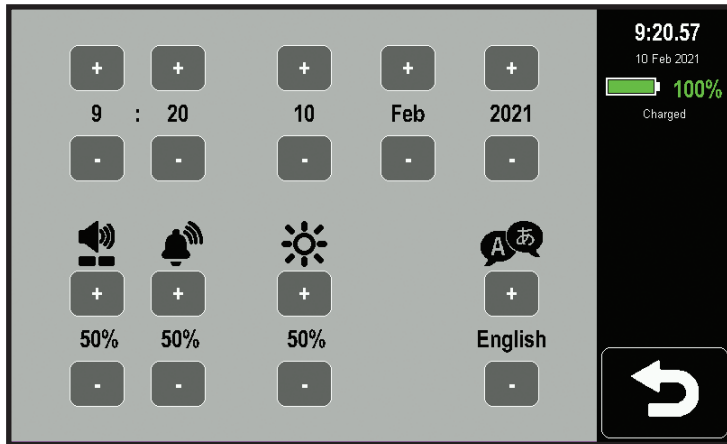 + + + + +
9 : 20 10 Feb 2021
- - - - -
A あ
+ + + +
50% 50% 50% English
- - - -
9:20.57
10 Feb 2021
100%
Charged